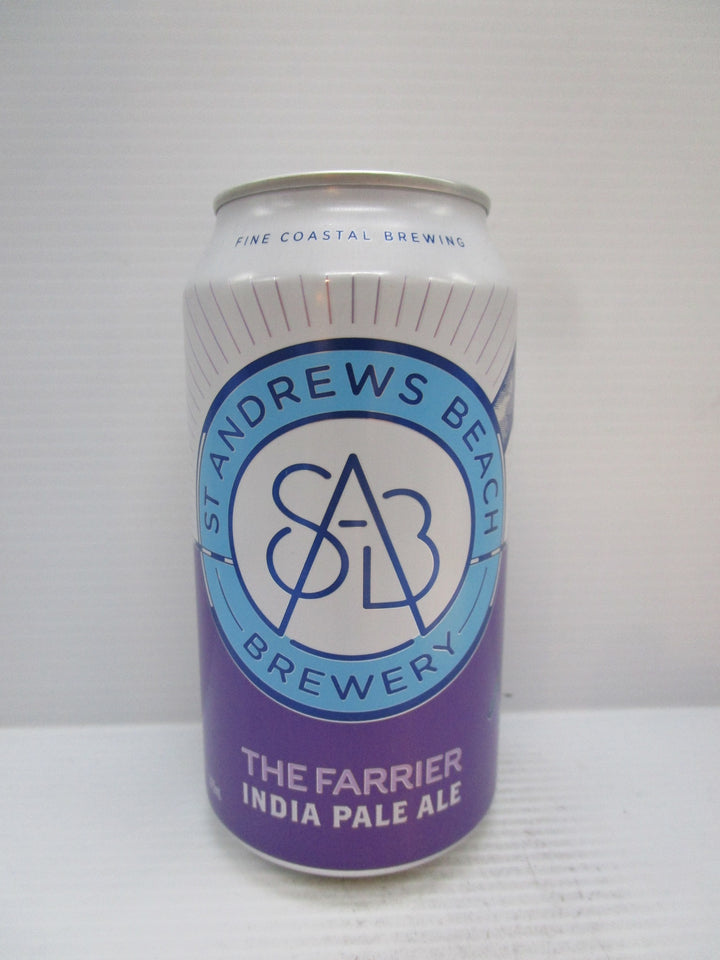 FINE COASTAL BREWING
ST ANDREWS BEACH
SAB
BREWERY
THE FARRIER
INDIA PALE ALE